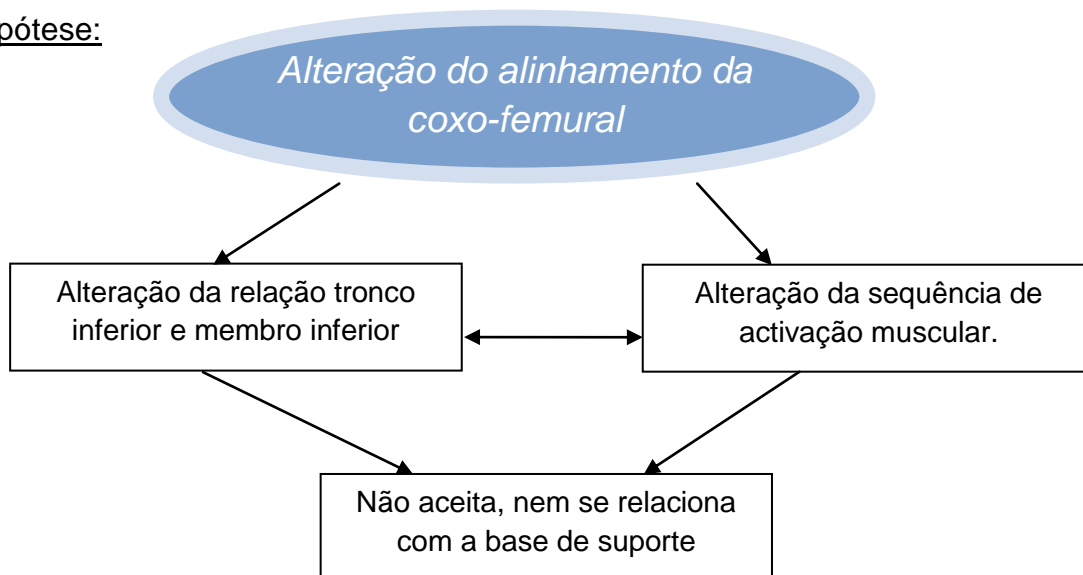 pótese:
Alteração do alinhamento da
coxo-femural
Alteração da relação tronco
inferior e membro inferior
Alteração da sequência de
activação muscular.
Não aceita, nem se relaciona
com a base de suporte